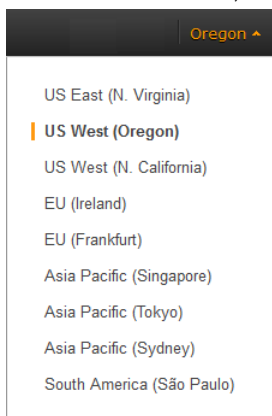 Oregon
US East (N. Virginia)
US West (Oregon)
US West (N. California)
EU (Ireland)
EU (Frankfurt)
Asia Pacific (Singapore)
Asia Pacific (Tokyo)
Asia Pacific (Sydney)
South America (São Paulo)